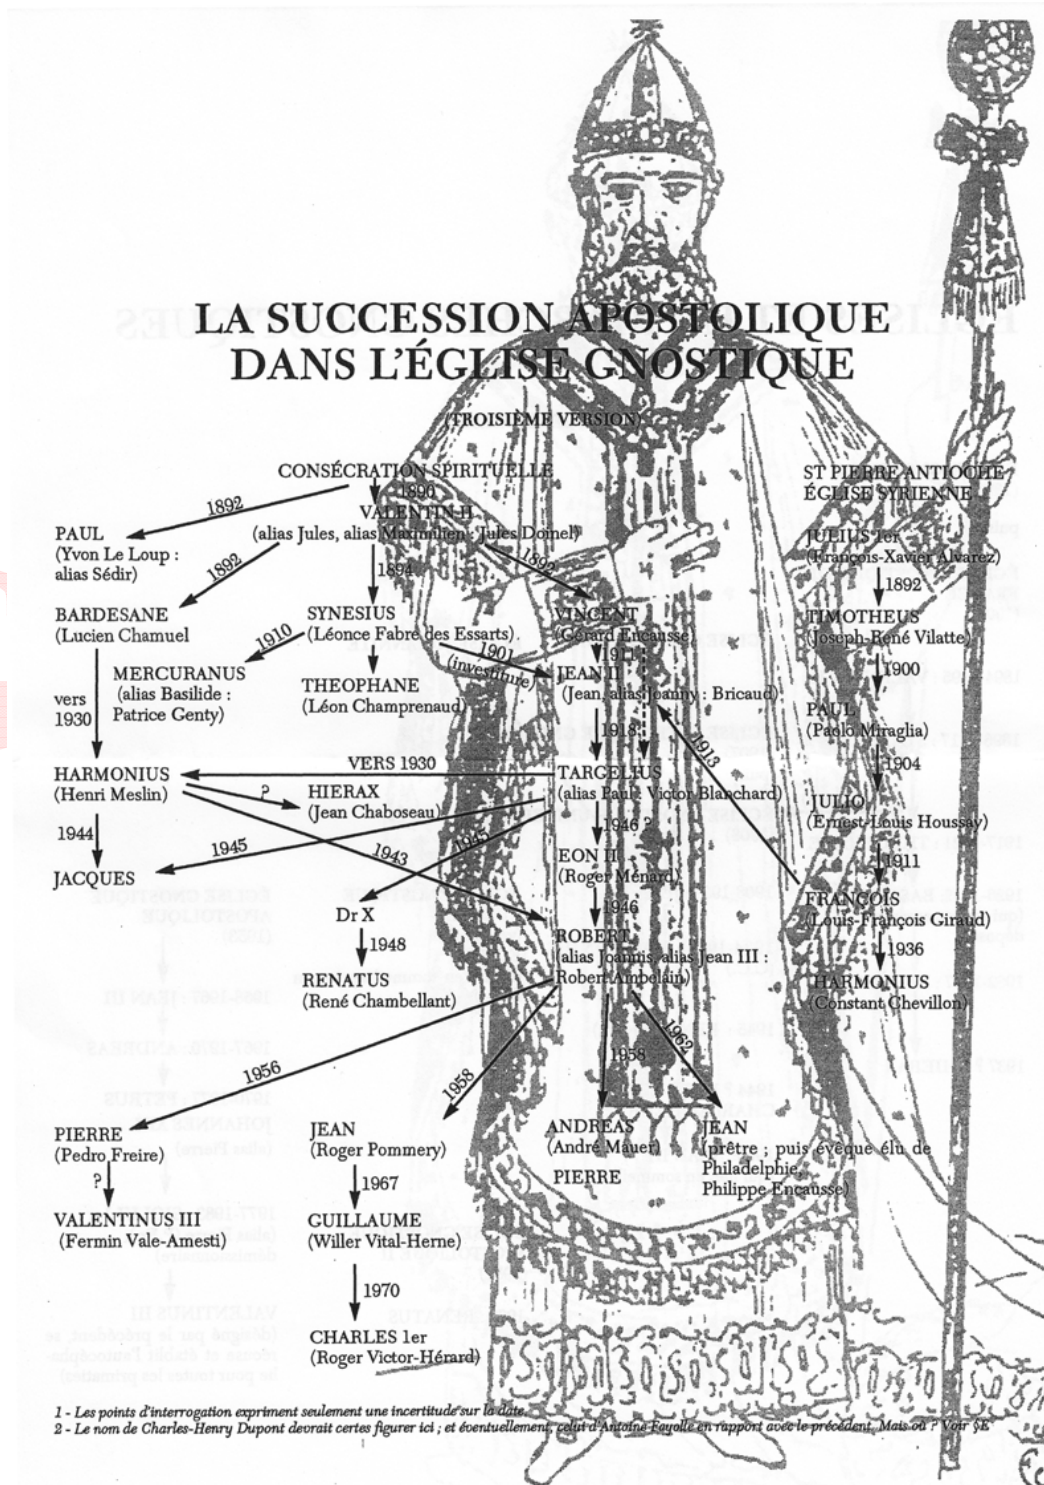 LA SUCCESSION APOSTOLIQUE
DANS L'ÉGLISE GNOSTIQUE
(TROISIÈME VERSION)
CONSÉCRATION SPIRITUELLE
1890
VALENTIN II
(alias Jules, alias Maximilien : Jules Doinel)
1892
PAUL
(Yvon Le Loup :
alias Sédir)
1892
1894
1892
BARDESANE
(Lucien Chamuel
SYNESIUS
(Léonce Fabre des Essarts)
VINCENT
(Gérard Encausse
1910
1901
(investiture)
1911
MERCURANUS
(alias Basilide :
Patrice Genty)
THEOPHANE
(Léon Champrenaud)
JEAN II
(Jean, alias Joanny : Bricaud)
vers
1930
1918
1913
VERS 1930
HARMONIUS
(Henri Meslin)
?
HIERAX
(Jean Chaboseau)
TARGELIUS
(alias Paul : Victor Blanchard)
1944
1945
1943
1945
1946 ?
JACQUES
EON II
(Roger Ménard)
1946
Dr X
1948
RENATUS
(René Chambellant)
ROBERT
(alias Joannis, alias Jean III :
Robert Ambelain)
1956
1958
1958
1962
PIERRE
(Pedro Freire)
?
VALENTINUS III
(Fermin Vale-Amesti)
JEAN
(Roger Pommery)
1967
GUILLAUME
(Willer Vital-Herne)
1970
CHARLES 1er
(Roger Victor-Hérard)
ANDREAS
(André Mauer)
PIERRE
JEAN
(prêtre ; puis évêque élu de
Philadelphie,
Philippe Encausse)
ST PIERRE ANTIOCHE
ÉGLISE SYRIENNE
JULIUS 1er
(François-Xavier Alvarez)
1892
TIMOTHEUS
(Joseph-René Vilatte)
1900
PAUL
(Paolo Miraglia)
1904
JULIO
(Ernest-Louis Houssay)
1911
FRANÇOIS
(Louis-François Giraud)
1936
HARMONIUS
(Constant Chevillon)
1 - Les points d'interrogation expriment seulement une incertitude sur la date.
2 - Le nom de Charles-Henry Dupont devrait certes figurer ici ; et éventuellement, celui d'Antoine Fayolle en rapport avec le précédent. Mais où ? Voir §E